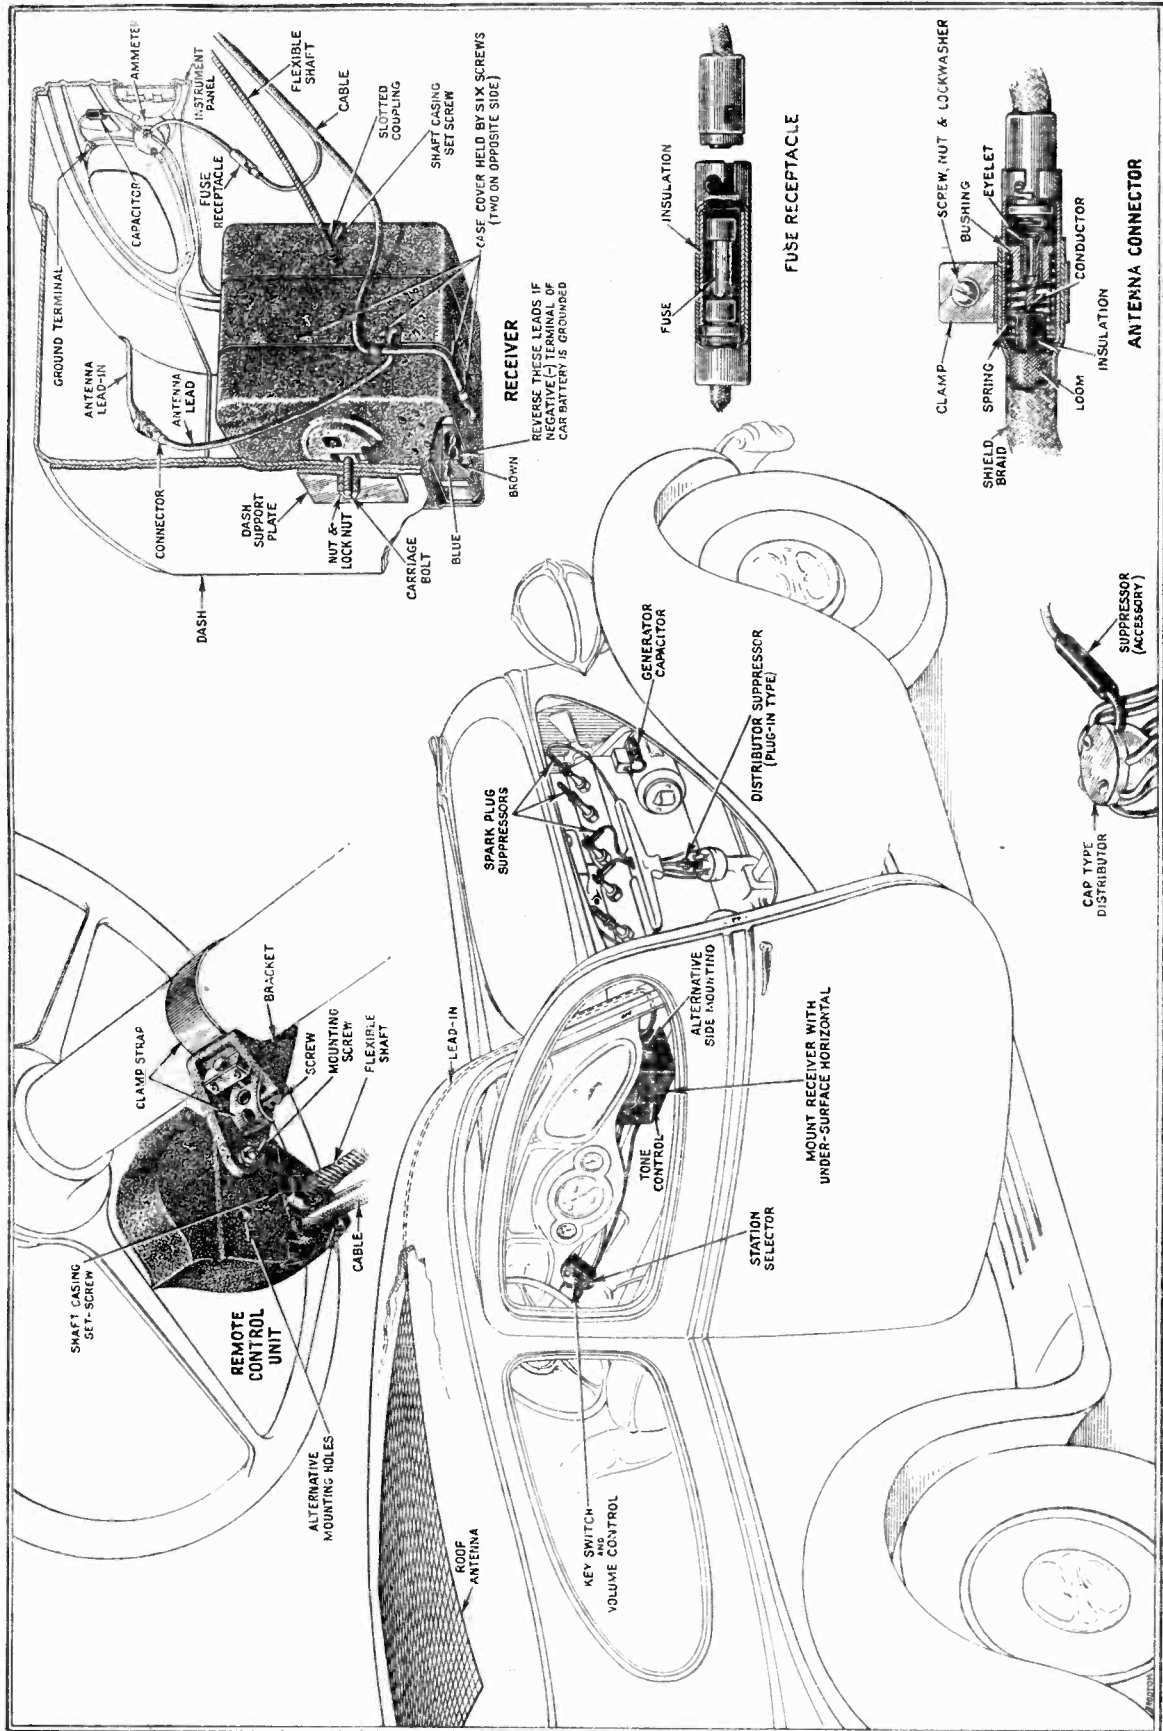 SHAFT CASING
SET-SCREW
REMOTE
CONTROL
UNIT
ALTERNATIVE
MOUNTING HOLES
CLAMP STRAP
BRACKET
SCREW
MOUNTING
SCREW
FLEXIBLE
SHAFT
CABLE
DASH
CONNECTOR
ANTENNA
LEAD-IN
ANTENNA
LEAD
GROUND TERMINAL
CAPACITOR
AMMETER
INSTRUMENT
PANEL
FUSE
RECEPTACLE
FLEXIBLE
SHAFT
CABLE
SLOTTED
COUPLING
SHAFT CASING
SET SCREW
CASE COVER HELD BY SIX SCREWS
(TWO ON OPPOSITE SIDE)
DASH
SUPPORT
PLATE
NUT &
LOCK NUT
CARRIAGE
BOLT
BLUE
BROWN
RECEIVER
REVERSE THESE LEADS IF
NEGATIVE (-) TERMINAL OF
CAR BATTERY IS GROUNDED
ROOF
ANTENNA
LEAD-IN
SPARK PLUG
SUPPRESSORS
GENERATOR
CAPACITOR
DISTRIBUTOR SUPPRESSOR
(PLUG-IN TYPE)
KEY SWITCH
AND
VOLUME CONTROL
STATION
SELECTOR
TONE
CONTROL
ALTERNATIVE
SIDE MOUNTING
MOUNT RECEIVER WITH
UNDER-SURFACE HORIZONTAL
FUSE
INSULATION
FUSE RECEPTACLE
CAP TYPE
DISTRIBUTOR
SUPPRESSOR
(ACCESSORY)
CLAMP
SCREW, NUT & LOCKWASHER
BUSHING
EYELET
SPRING
SHIELD
BRAID
LOOM
INSULATION
CONDUCTOR
ANTENNA CONNECTOR